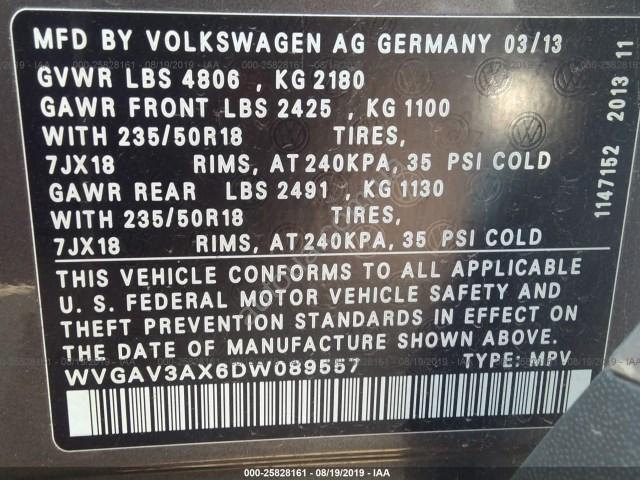 MFD BY VOLKSWAGEN AG GERMANY 03/13
GVWR LBS 4806 , KG 2180
GAWR FRONT LBS 2425 , KG 1100
WITH 235/50R18 TIRES,
7JX18 RIMS, AT 240KPA, 35 PSI COLD
GAWR REAR LBS 2491 , KG 1130
WITH 235/50R18 TIRES,
7JX18 RIMS, AT 240KPA, 35 PSI COLD
THIS VEHICLE CONFORMS TO ALL APPLICABLE
U. S. FEDERAL MOTOR VEHICLE SAFETY AND
THEFT PREVENTION STANDARDS IN EFFECT ON
THE DATE OF MANUFACTURE SHOWN ABOVE.
WVGAV3AX6DW089557 TYPE: MPV
1147152 2013 11
000-25828161 - 08/19/2019 - IAA